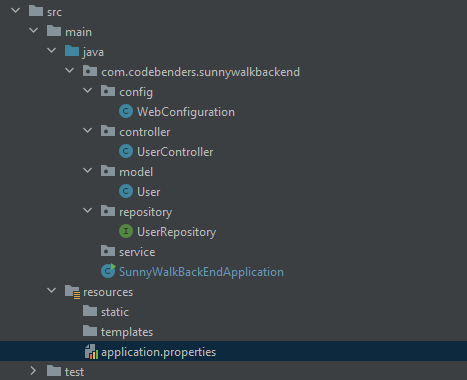 src
main
java
com.codebenders.sunnywalkbackend
config
C WebConfiguration
controller
C UserController
model
C User
repository
I UserRepository
service
C SunnyWalkBackEndApplication
resources
static
templates
application.properties
test